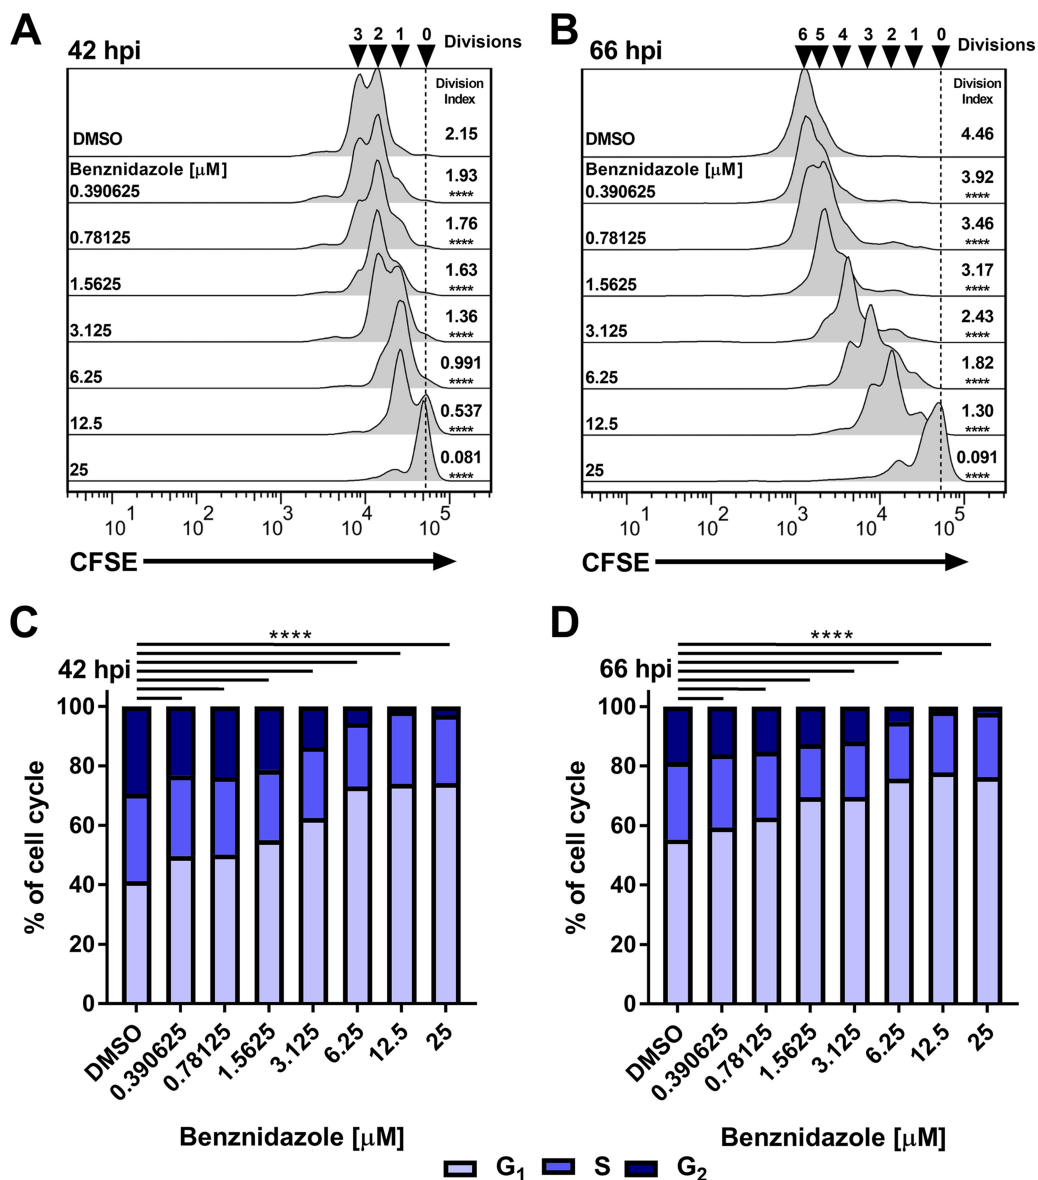 A
42 hpi
3 2 1 0 Divisions
Division
Index
DMSO 2.15
Benznidazole [µM]
0.390625 1.93
****
0.78125 1.76
****
1.5625 1.63
****
3.125 1.36
****
6.25 0.991
****
12.5 0.537
****
25 0.081
****
10^1 10^2 10^3 10^4 10^5
CFSE
B
66 hpi
6 5 4 3 2 1 0 Divisions
Division
Index
DMSO 4.46
Benznidazole [µM]
0.390625 3.92
****
0.78125 3.46
****
1.5625 3.17
****
3.125 2.43
****
6.25 1.82
****
12.5 1.30
****
25 0.091
****
10^1 10^2 10^3 10^4 10^5
CFSE
C
****
42 hpi
% of cell cycle
100
80
60
40
20
0
DMSO 0.390625 0.78125 1.5625 3.125 6.25 12.5 25
Benznidazole [µM]
D
****
66 hpi
% of cell cycle
100
80
60
40
20
0
DMSO 0.390625 0.78125 1.5625 3.125 6.25 12.5 25
Benznidazole [µM]
G1 S G2